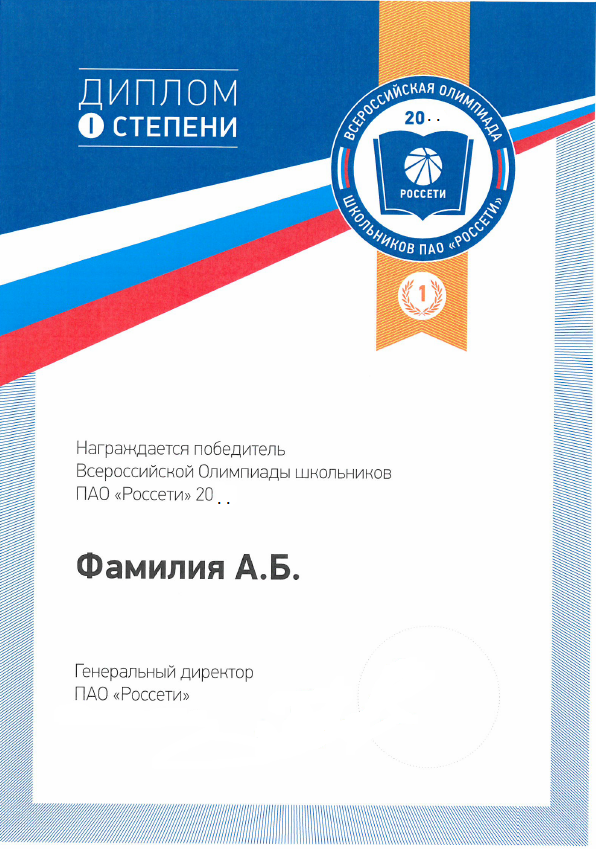 ДИПЛОМ
I СТЕПЕНИ
ВСЕРОССИЙСКАЯ ОЛИМПИАДА
20..
РОССЕТИ
ШКОЛЬНИКОВ ПАО «РОССЕТИ»
1
Награждается победитель
Всероссийской Олимпиады школьников
ПАО «Россети» 20 . .
Фамилия А.Б.
Генеральный директор
ПАО «Россети»